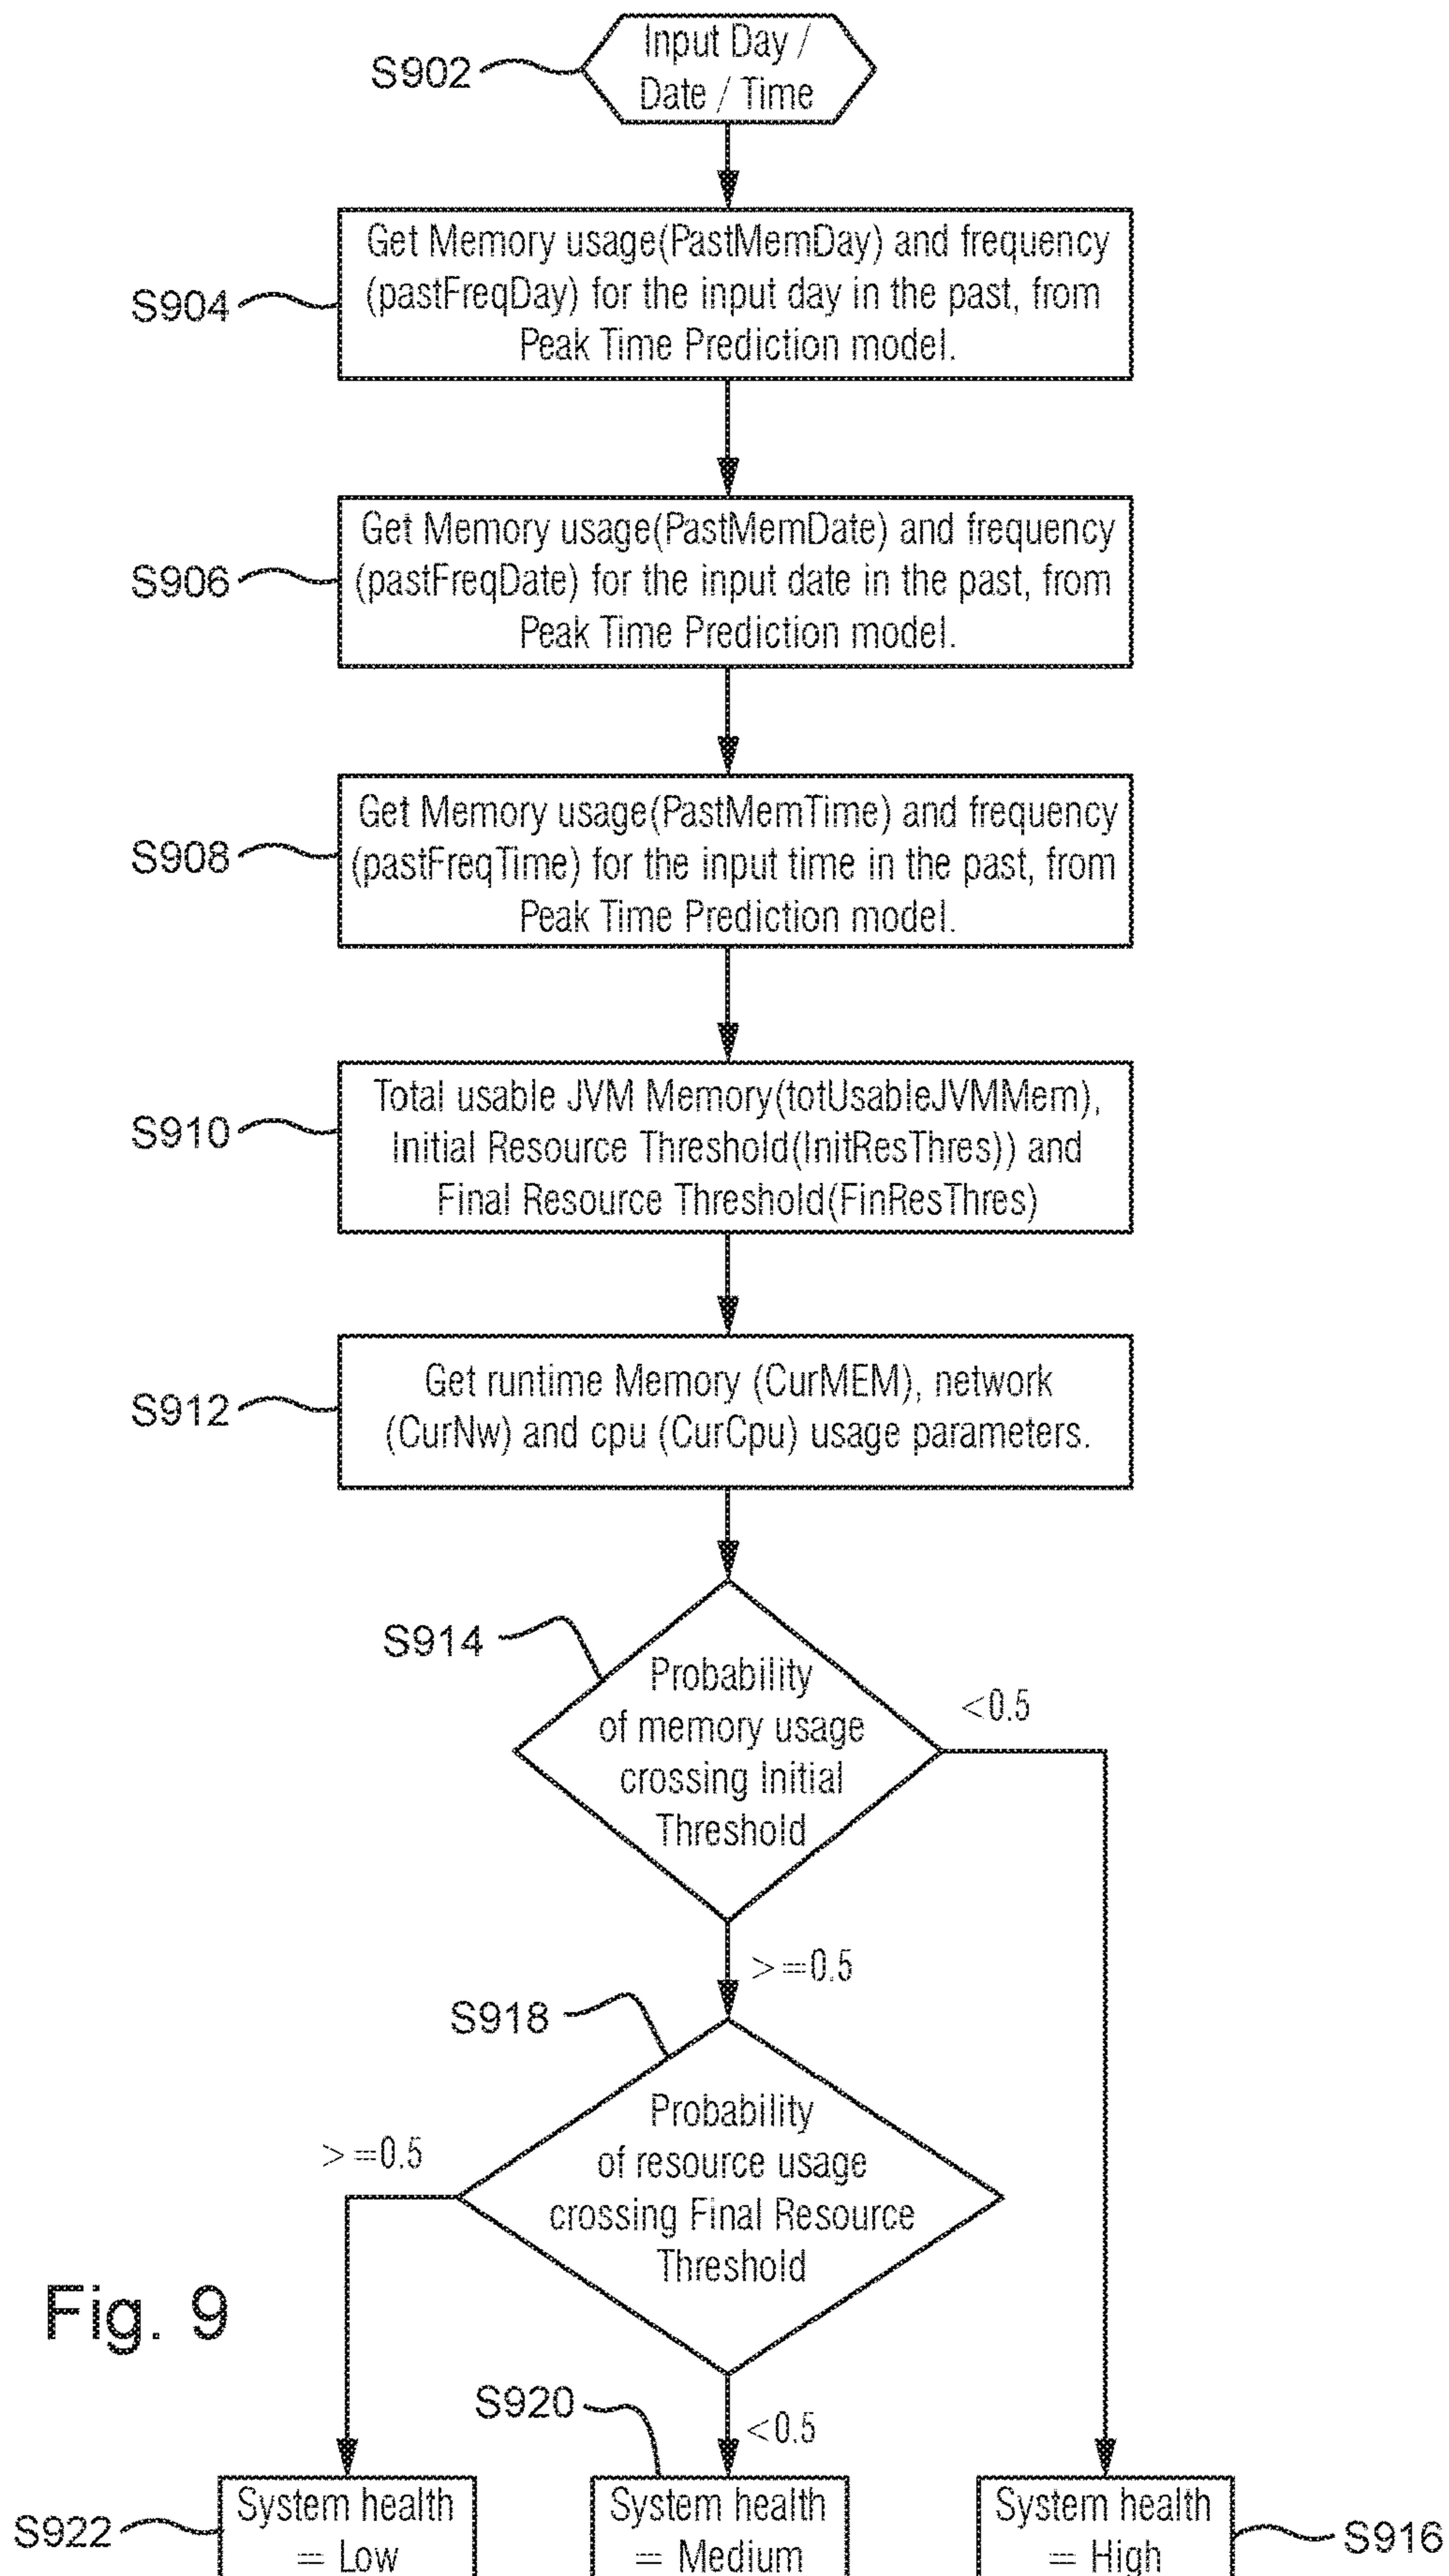 S902
Input Day /
Date / Time
S904
Get Memory usage(PastMemDay) and frequency
(pastFreqDay) for the input day in the past, from
Peak Time Prediction model.
S906
Get Memory usage(PastMemDate) and frequency
(pastFreqDate) for the input date in the past, from
Peak Time Prediction model.
S908
Get Memory usage(PastMemTime) and frequency
(pastFreqTime) for the input time in the past, from
Peak Time Prediction model.
S910
Total usable JVM Memory(totUsableJVMMem),
Initial Resource Threshold(InitResThres)) and
Final Resource Threshold(FinResThres)
S912
Get runtime Memory (CurMEM), network
(CurNw) and cpu (CurCpu) usage parameters.
S914
Probability
of memory usage
crossing Initial
Threshold
<0.5
>=0.5
S918
Probability
of resource usage
crossing Final Resource
Threshold
>=0.5
Fig. 9
S920
<0.5
S922
System health
= Low
System health
= Medium
System health
= High
S916